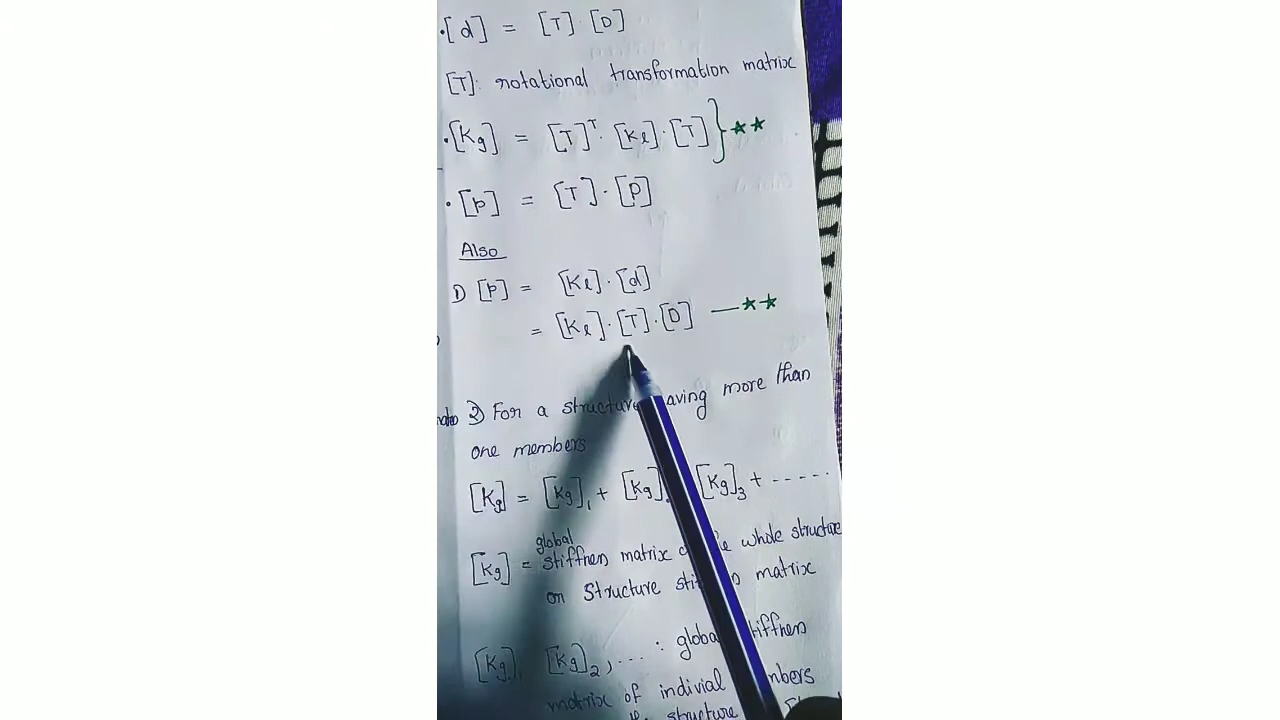 •[d] = [T]·[D]
[T]: rotational transformation matrix
•[Kg] = [T]ᵀ·[Kl]·[T] } ★★
•[p] = [T]·[P]
Also
1) [p] = [Kl]·[d]
= [Kl]·[T]·[D] —★★
2) For a structure having more than
one members
[Kg] = [Kg]₁ + [Kg] [Kg]₃ + -----
[Kg] = global stiffness matrix whole structure
or Structure matrix
[Kg]₁ [Kg]₂, ... : global stiffness
matrix of indivial members
structure